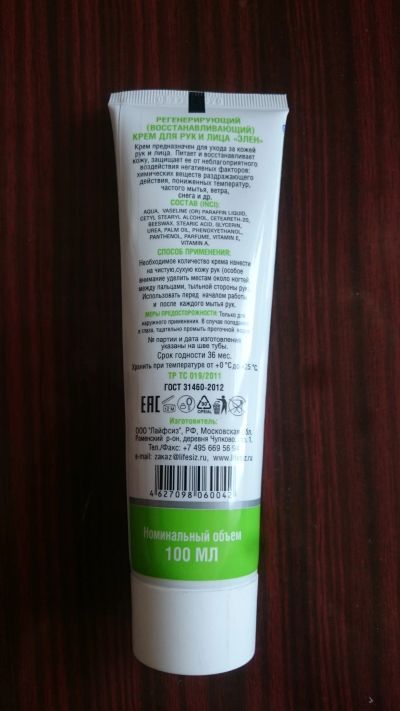 РЕГЕНЕРИРУЮЩИЙ
(ВОССТАНАВЛИВАЮЩИЙ)
КРЕМ ДЛЯ РУК И ЛИЦА «ЭЛЕН»
Крем предназначен для ухода за кожей
рук и лица. Питает и восстанавливает
кожу, защищает ее от неблагоприятного
воздействия негативных факторов:
химических веществ раздражающего
действия, пониженных температур,
частого мытья, ветра,
снега и др.
СОСТАВ (INCI):
AQUA, VASELINE (OR) PARAFFIN LIQUID,
CETYL STEARYL ALCOHOL, CETEARETH-20,
BEESWAX, STEARIC ACID, GLYCERIN,
UREA, PALM OIL, PHENOXYETHANOL,
PANTHENOL, PARFUME, VITAMIN E,
VITAMIN A.
СПОСОБ ПРИМЕНЕНИЯ:
Необходимое количество крема нанести
на чистую,сухую кожу рук (особое
внимание уделить местам около ногтей
между пальцами, тыльной стороны рук
Использовать перед началом работы
и после каждого мытья рук.
МЕРЫ ПРЕДОСТОРОЖНОСТИ: Только для
наружного применения. В случае попадания
в глаза, тщательно промыть проточной
№ партии и дата изготовления
указаны на шве тубы.
Срок годности 36 мес.
Хранить при температуре от +0 °С до +25 °С
ТР ТС 019/2011
ГОСТ 31460-2012
EAC 12M CPBIAL
Изготовитель:
ООО "Лайфсиз", РФ, Московская обл.
Раменский р-он, деревня Чулково,
Тел./Факс: +7 495 669 56 94
e-mail: zakaz@lifesiz.ru, www.lifesiz.ru
4 627098 060042
Номинальный объем
100 МЛ